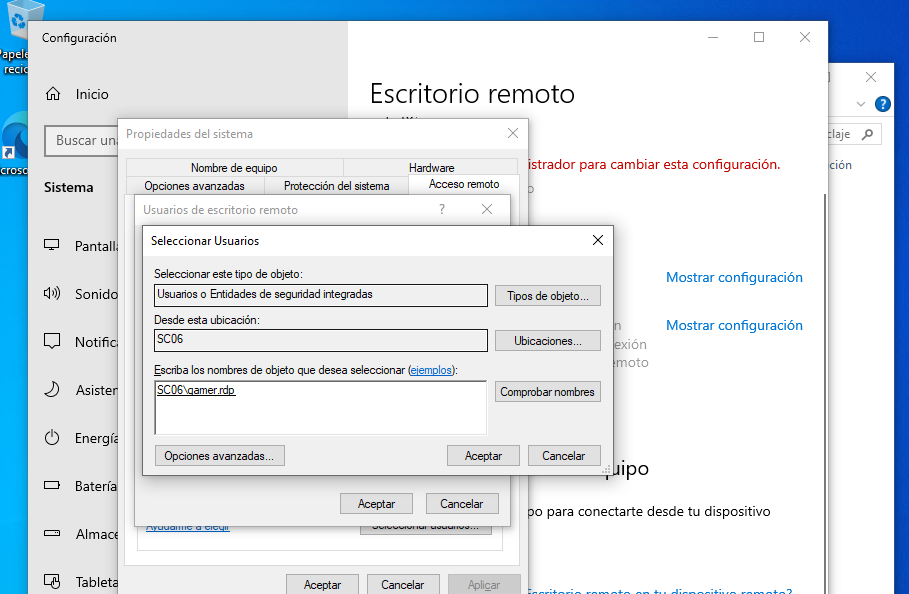 Papele
recic
Configuración
Inicio
Buscar una
Sistema
Pantalla
Sonido
Notifica
Asisten
Energía
Batería
Almace
Tableta
Escritorio remoto
istrador para cambiar esta configuración.
Mostrar configuración
Mostrar configuración
exión
emoto
uipo
po para conectarte desde tu dispositivo
Escritorio remoto en tu dispositivo remoto?
claje
ción
Propiedades del sistema
Nombre de equipo
Hardware
Opciones avanzadas
Protección del sistema
Acceso remoto
Usuarios de escritorio remoto
?
Seleccionar Usuarios
Seleccionar este tipo de objeto:
Usuarios o Entidades de seguridad integradas
Tipos de objeto...
Desde esta ubicación:
SC06
Ubicaciones...
Escriba los nombres de objeto que desea seleccionar (ejemplos):
SC06\gamer.rdp
Comprobar nombres
Opciones avanzadas...
Aceptar
Cancelar
Aceptar
Cancelar
Ayudarme a elegir
Seleccionar usuarios...
Aceptar
Cancelar
Aplicar